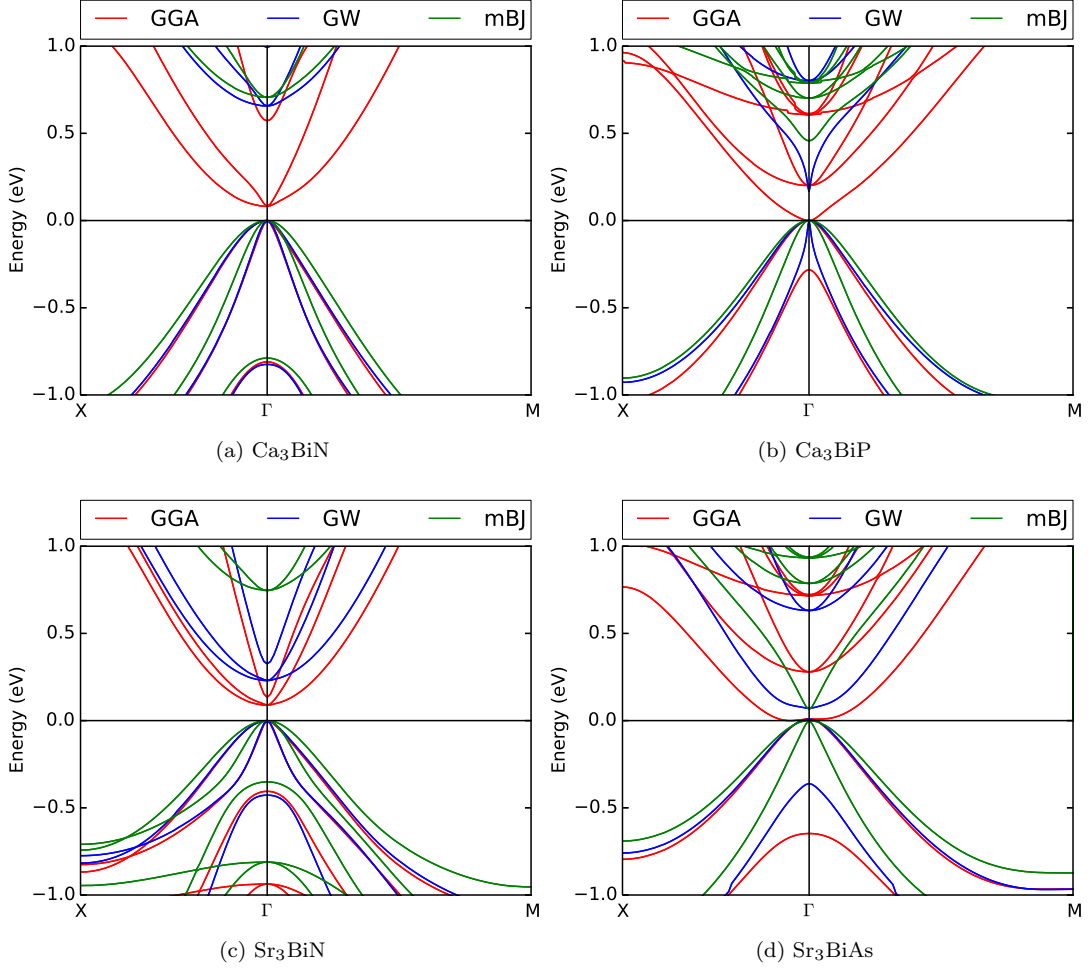 GGA GW mBJ
GGA GW mBJ
1.0
0.5
0.0
−0.5
−1.0
Energy (eV)
X Γ M
1.0
0.5
0.0
−0.5
−1.0
Energy (eV)
X Γ M
(a) Ca₃BiN
(b) Ca₃BiP
GGA GW mBJ
GGA GW mBJ
1.0
0.5
0.0
−0.5
−1.0
Energy (eV)
X Γ M
1.0
0.5
0.0
−0.5
−1.0
Energy (eV)
X Γ M
(c) Sr₃BiN
(d) Sr₃BiAs